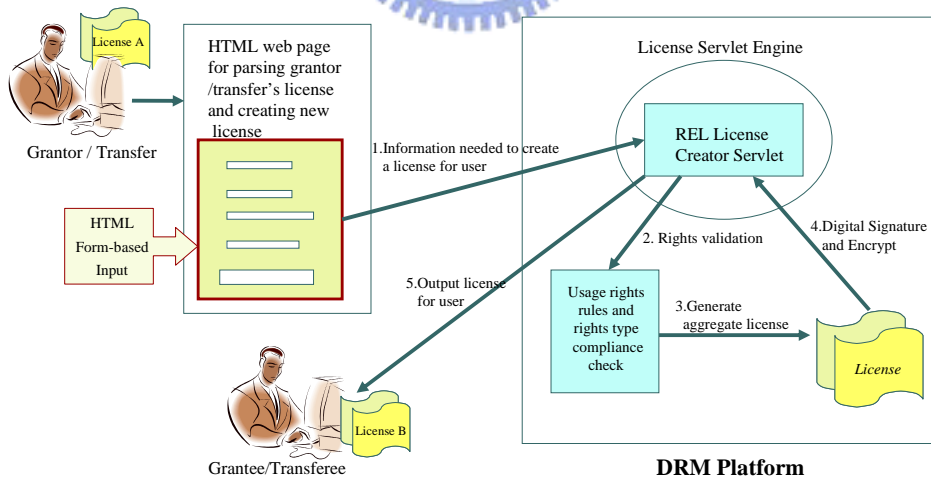 License A
Grantor / Transfer
HTML web page
for parsing grantor
/transfer's license
and creating new
license
HTML
Form-based
Input
1.Information needed to create
a license for user
License Servlet Engine
REL License
Creator Servlet
2. Rights validation
Usage rights
rules and
rights type
compliance
check
3.Generate
aggregate license
4.Digital Signature
and Encrypt
License
5.Output license
for user
License B
Grantee/Transferee
DRM Platform